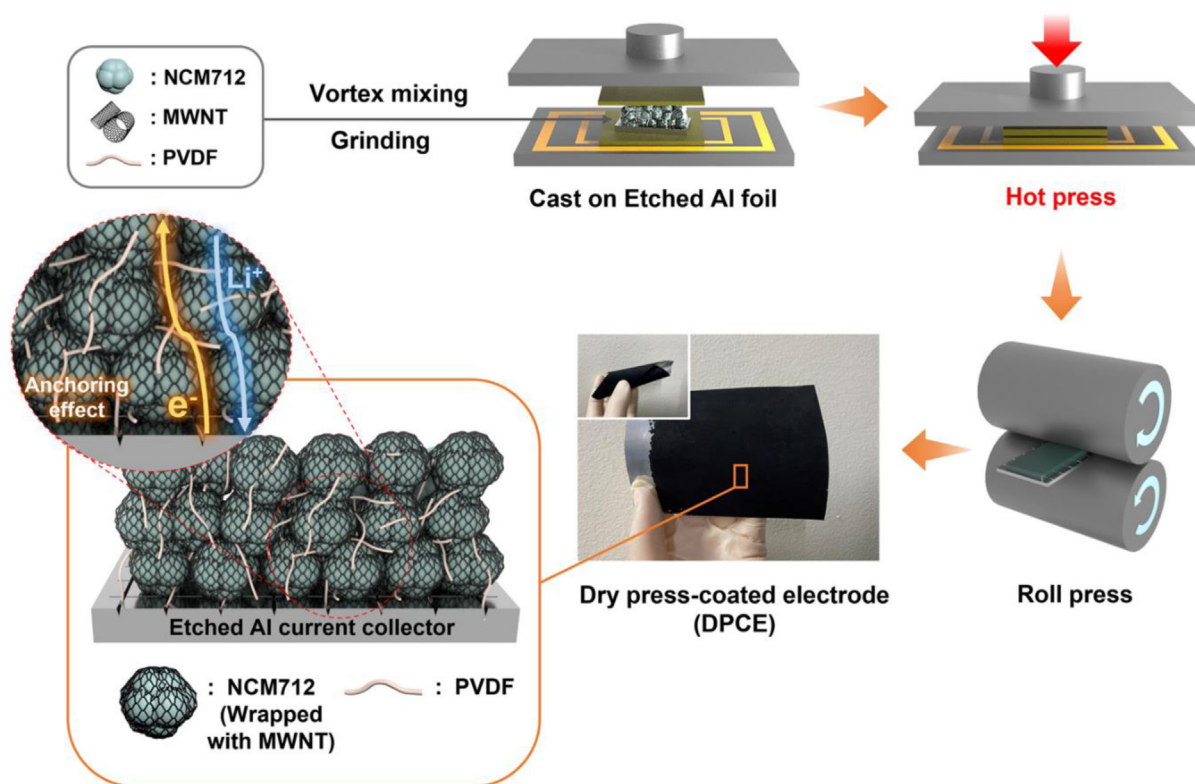 : NCM712
: MWNT
: PVDF
Vortex mixing
Grinding
Cast on Etched Al foil
Hot press
Li⁺
Anchoring
effect
e⁻
Etched Al current collector
: NCM712
(Wrapped
with MWNT)
: PVDF
Dry press-coated electrode
(DPCE)
Roll press